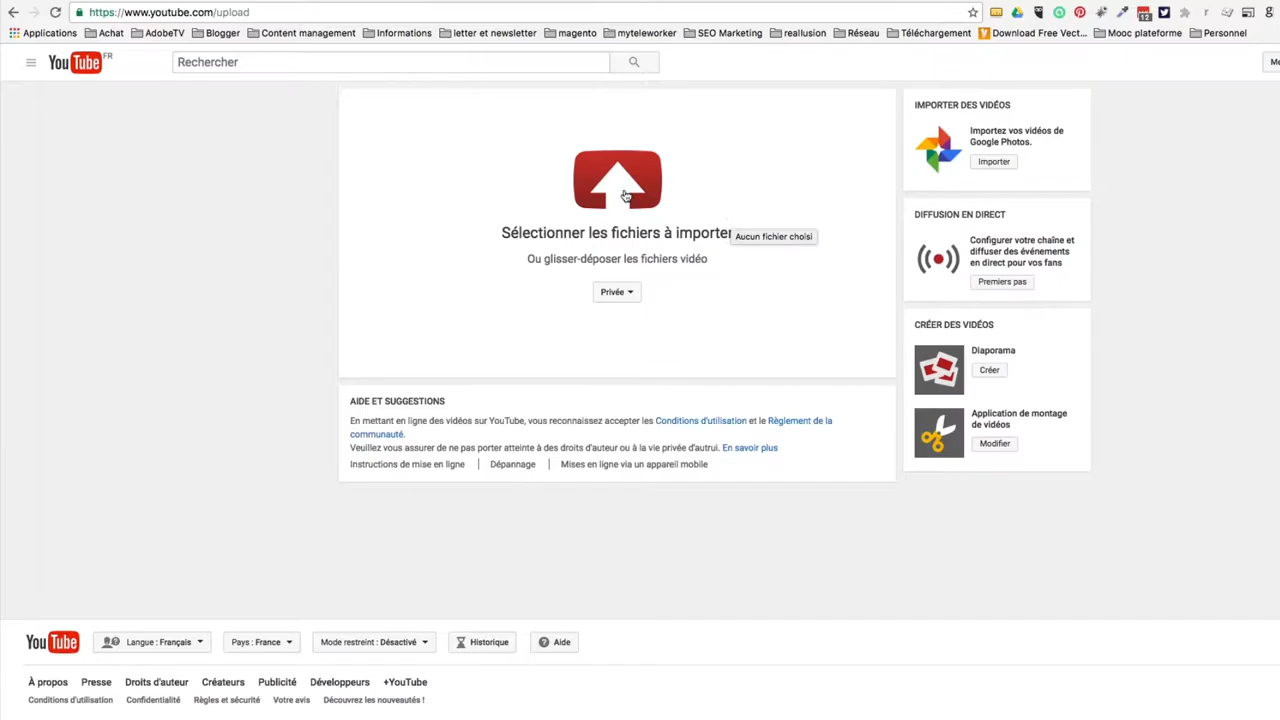 https://www.youtube.com/upload
12
Applications Achat AdobeTV Blogger Content management Informations letter et newsletter magento myteleworker SEO Marketing reallusion Réseau Téléchargement Download Free Vect... Mooc plateforme Personnel
YouTube FR
Rechercher
Sélectionner les fichiers à importer
Aucun fichier choisi
Ou glisser-déposer les fichiers vidéo
Privée
IMPORTER DES VIDÉOS
Importez vos vidéos de
Google Photos.
Importer
DIFFUSION EN DIRECT
Configurer votre chaîne et
diffuser des événements
en direct pour vos fans
Premiers pas
CRÉER DES VIDÉOS
Diaporama
Créer
Application de montage
de vidéos
Modifier
AIDE ET SUGGESTIONS
En mettant en ligne des vidéos sur YouTube, vous reconnaissez accepter les Conditions d'utilisation et le Règlement de la
communauté.
Veuillez vous assurer de ne pas porter atteinte à des droits d'auteur ou à la vie privée d'autrui. En savoir plus
Instructions de mise en ligne | Dépannage | Mises en ligne via un appareil mobile
YouTube Langue : Français Pays : France Mode restreint : Désactivé Historique Aide
À propos Presse Droits d'auteur Créateurs Publicité Développeurs +YouTube
Conditions d'utilisation Confidentialité Règles et sécurité Votre avis Découvrez les nouveautés !